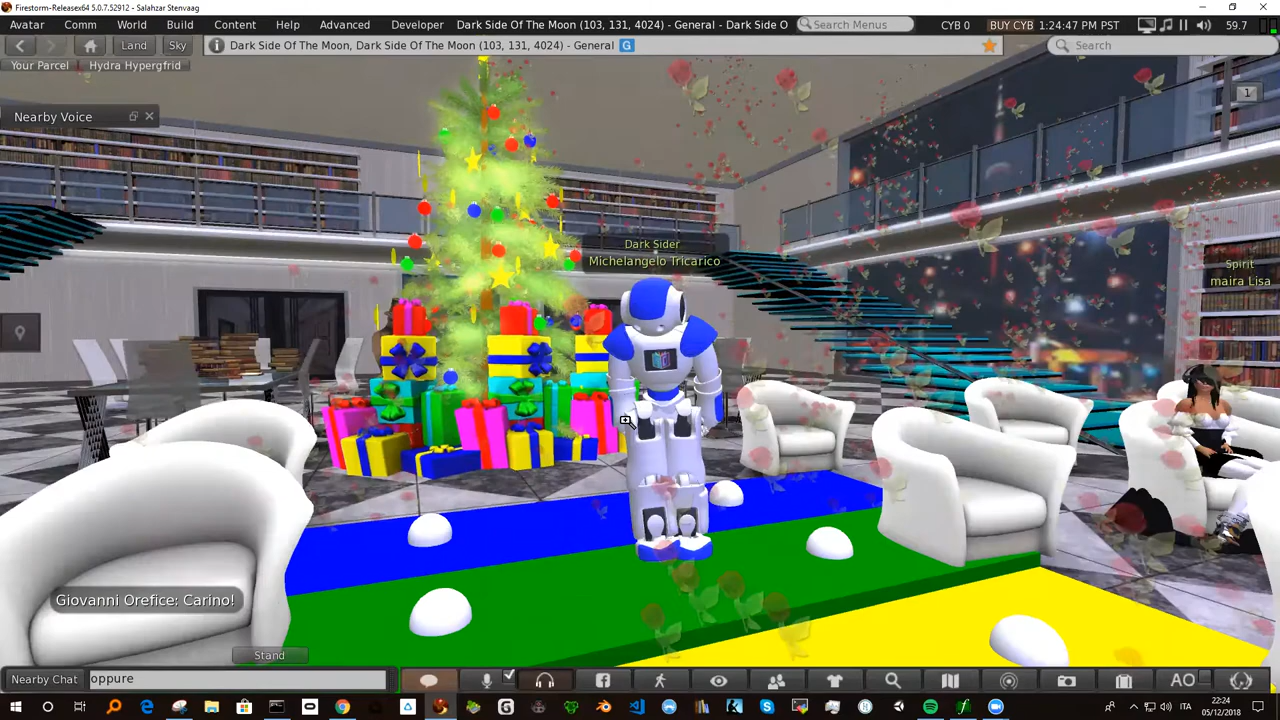 Firestorm-Releasex64 5.0.7.52912 - Salahzar Stenvaag
Avatar Comm World Build Content Help Advanced Developer Dark Side Of The Moon (103, 131, 4024) - General - Dark Side O Search Menus CYB 0 BUY CYB 1:24:47 PM PST 59.7
Land Sky Dark Side Of The Moon, Dark Side Of The Moon (103, 131, 4024) - General G Search
Your Parcel Hydra Hypergfrid
1
Nearby Voice
Dark Sider
Michelangelo Tricarico
Spirit
maira Lisa
Giovanni Orefice: Carino!
Stand
Nearby Chat oppure
AO
ITA 22:24
05/12/2018